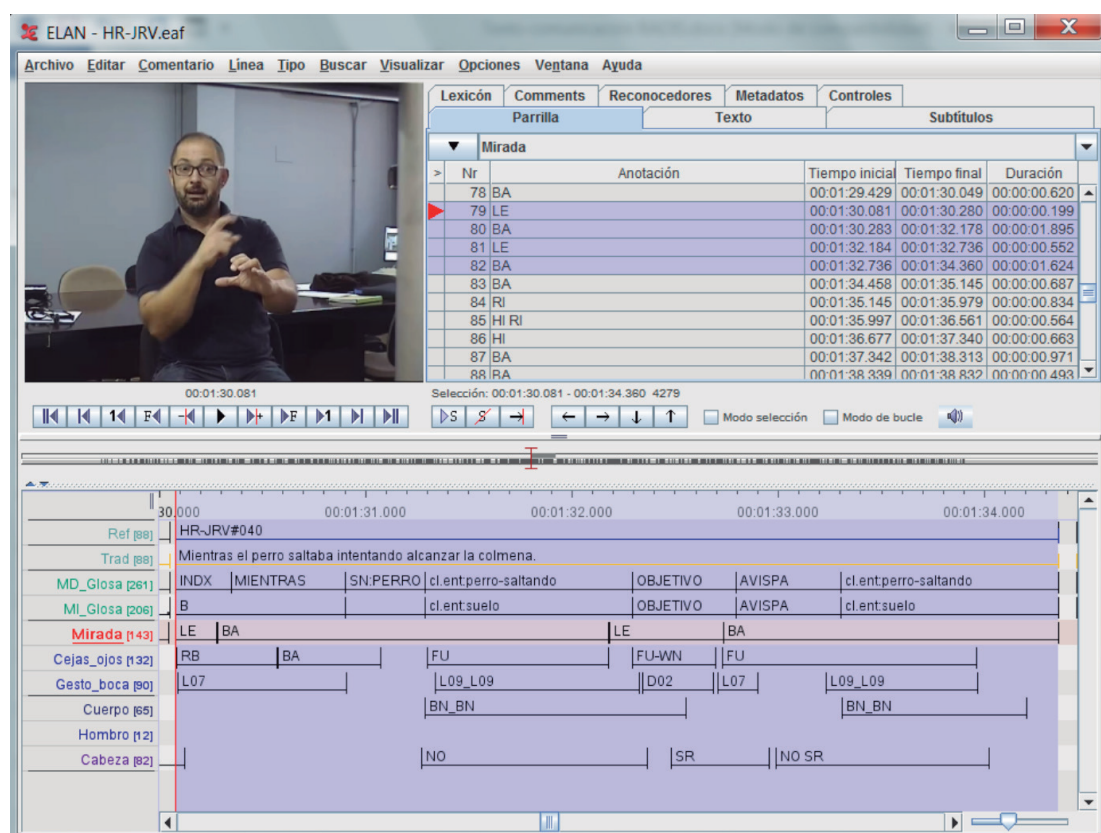 ELAN - HR-JRV.eaf
Archivo Editar Comentario Línea Tipo Buscar Visualizar Opciones Ventana Ayuda
Lexicón Comments Reconocedores Metadatos Controles
Parrilla Texto Subtítulos
Mirada
> Nr Anotación Tiempo inicial Tiempo final Duración
78 BA 00:01:29.429 00:01:30.049 00:00:00.620
79 LE 00:01:30.081 00:01:30.280 00:00:00.199
80 BA 00:01:30.283 00:01:32.178 00:00:01.895
81 LE 00:01:32.184 00:01:32.736 00:00:00.552
82 BA 00:01:32.736 00:01:34.360 00:00:01.624
83 BA 00:01:34.458 00:01:35.145 00:00:00.687
84 RI 00:01:35.145 00:01:35.979 00:00:00.834
85 HI RI 00:01:35.997 00:01:36.561 00:00:00.564
86 HI 00:01:36.677 00:01:37.340 00:00:00.663
87 BA 00:01:37.342 00:01:38.313 00:00:00.971
88 BA 00:01:38.339 00:01:38.832 00:00:00.493
00:01:30.081 Selección: 00:01:30.081 - 00:01:34.360 4279
1 F F 1 S S Modo selección Modo de bucle
30.000 00:01:31.000 00:01:32.000 00:01:33.000 00:01:34.000
Ref [88] HR-JRV#040
Trad [88] Mientras el perro saltaba intentando alcanzar la colmena.
MD_Glosa [261] INDX MIENTRAS SN:PERRO cl.ent:perro-saltando OBJETIVO AVISPA cl.ent:perro-saltando
MI_Glosa [206] B cl.ent:suelo OBJETIVO AVISPA cl.ent:suelo
Mirada [143] LE BA LE BA
Cejas_ojos [132] RB BA FU FU-WN FU
Gesto_boca [90] L07 L09_L09 D02 L07 L09_L09
Cuerpo [65] BN_BN BN_BN
Hombro [12]
Cabeza [82] NO SR NO SR